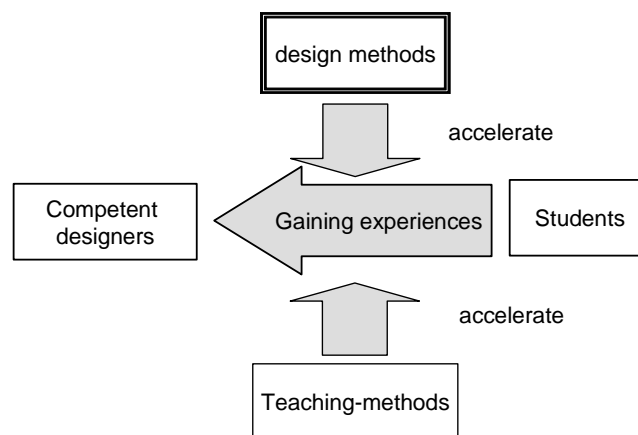 design methods
accelerate
Competent
designers
Gaining experiences
Students
accelerate
Teaching-methods